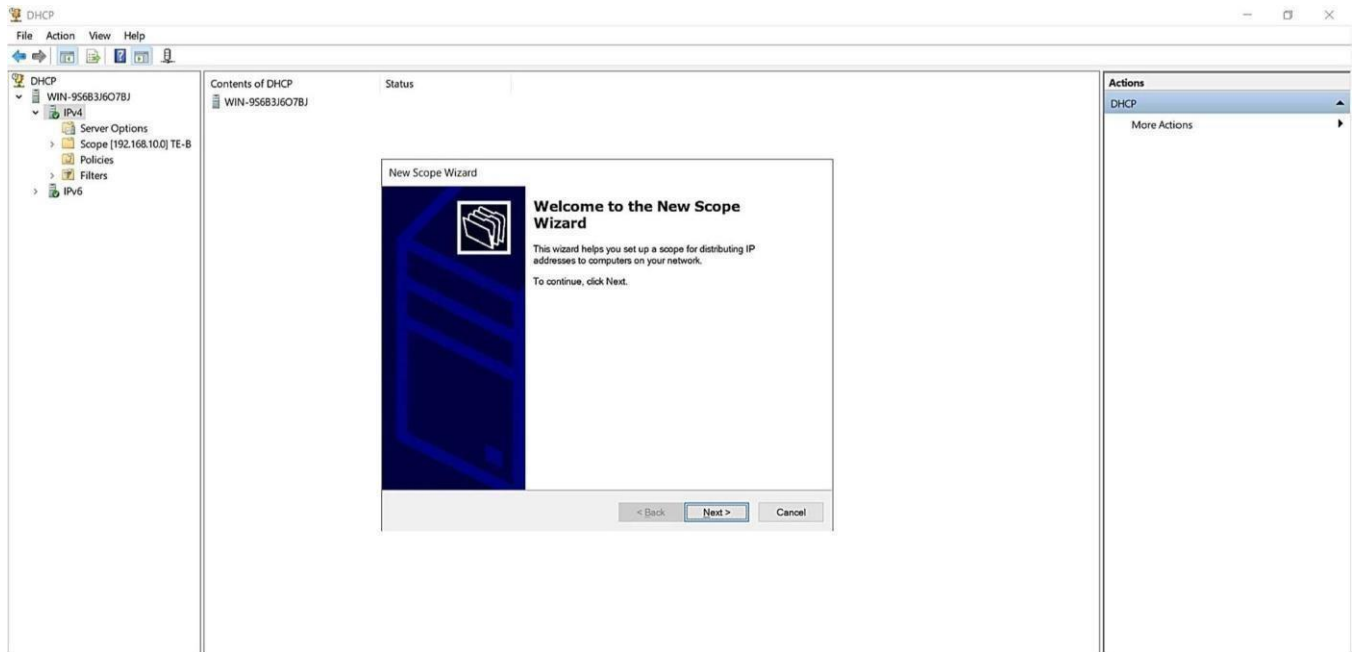 DHCP
File Action View Help
DHCP
WIN-9S6B3J6O7BJ
IPv4
Server Options
Scope [192.168.10.0] TE-B
Policies
Filters
IPv6
Contents of DHCP Status
WIN-9S6B3J6O7BJ
New Scope Wizard
Welcome to the New Scope
Wizard
This wizard helps you set up a scope for distributing IP
addresses to computers on your network.
To continue, click Next.
< Back Next > Cancel
Actions
DHCP
More Actions